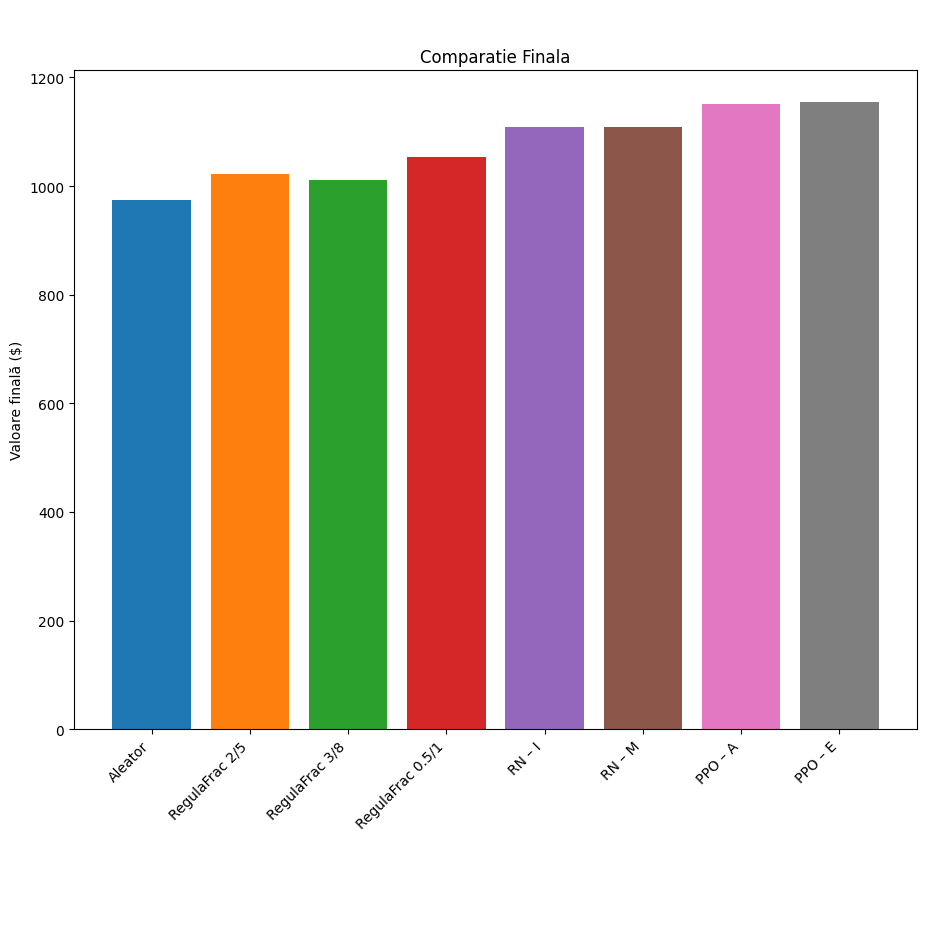 Comparatie Finala
Valoare finală ($)
1200
1000
800
600
400
200
0
Aleator
RegulaFrac 2/5
RegulaFrac 3/8
RegulaFrac 0.5/1
RN – I
RN – M
PPO – A
PPO – E